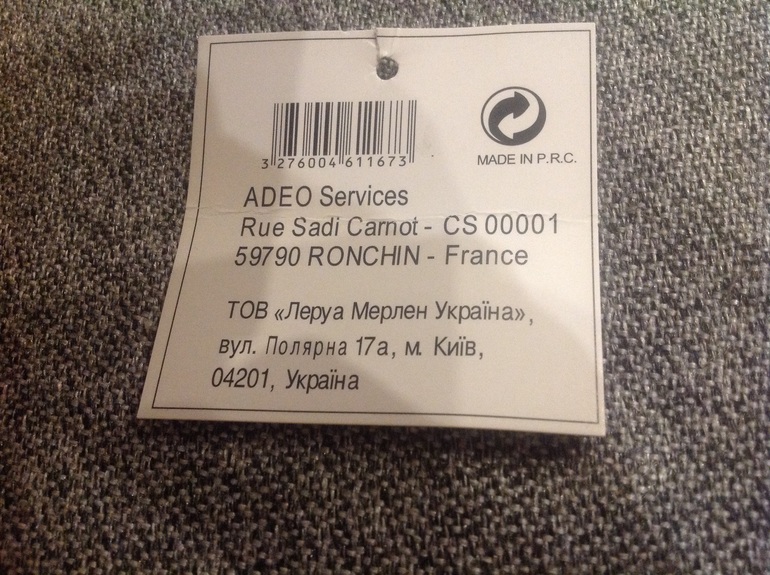 3 276004 611673
MADE IN P.R.C.
ADEO Services
Rue Sadi Carnot - CS 00001
59790 RONCHIN - France
ТОВ «Леруа Мерлен Україна»,
вул. Полярна 17а, м. Київ,
04201, Україна